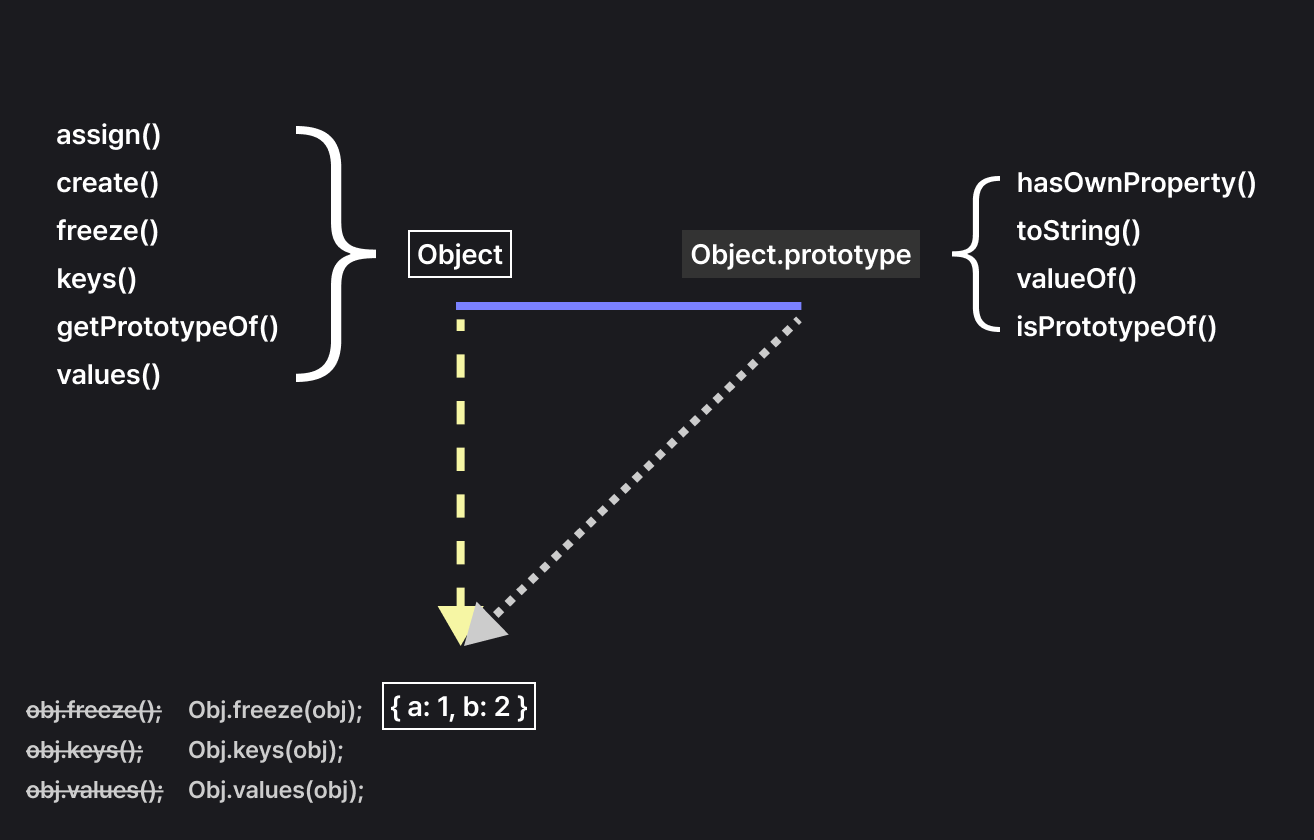 assign()
create()
freeze()
keys()
getPrototypeOf()
values()
Object
Object.prototype
hasOwnProperty()
toString()
valueOf()
isPrototypeOf()
{ a: 1, b: 2 }
obj.freeze(); Obj.freeze(obj);
obj.keys(); Obj.keys(obj);
obj.values(); Obj.values(obj);